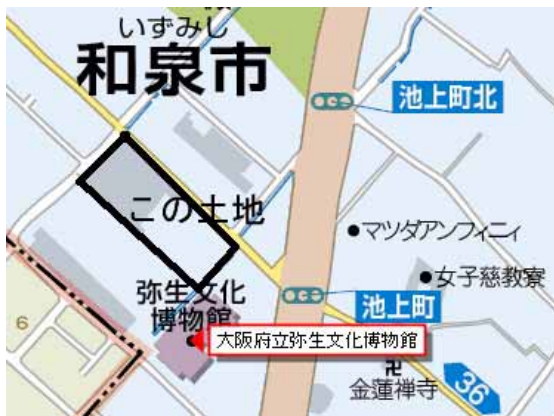 いずみし
和泉市
池上町北
この土地
マツダアンフィニィ
女子慈教寮
弥生文化
博物館
池上町
大阪府立弥生文化博物館
6
金蓮禅寺
36